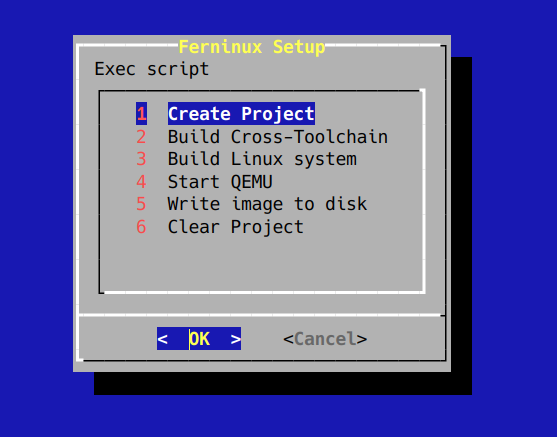 Ferninux Setup
Exec script
1 Create Project
2 Build Cross-Toolchain
3 Build Linux system
4 Start QEMU
5 Write image to disk
6 Clear Project
< OK > <Cancel>